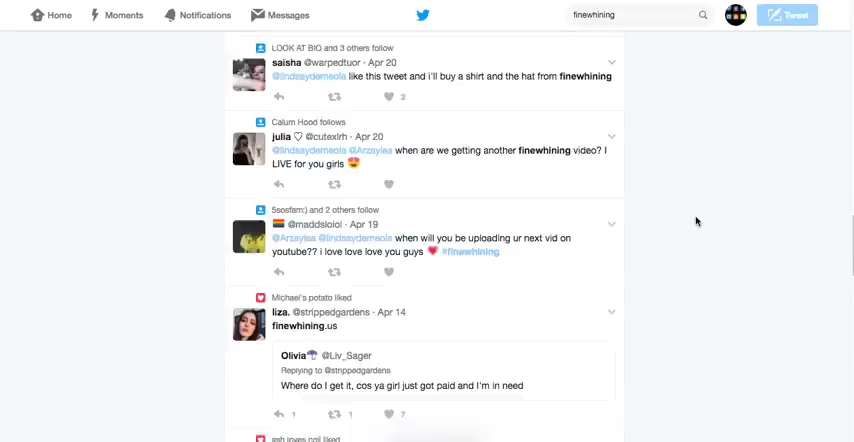 Home Moments Notifications Messages finewhining Tweet
LOOK AT BIO and 3 others follow
saisha @warpedtuor · Apr 20
@lindsaydemeola like this tweet and i'll buy a shirt and the hat from finewhining
2
Calum Hood follows
julia ♡ @cutexlrh · Apr 20
@lindsaydemeola @Arzaylea when are we getting another finewhining video? I
LIVE for you girls 😍
5sosfam:) and 2 others follow
🏳️‍🌈 @maddsiolol · Apr 19
@Arzaylea @lindsaydemeola when will you be uploading ur next vid on
youtube?? i love love love you guys 💗 #finewhining
Michael's potato liked
liza. @strippedgardens · Apr 14
finewhining.us
Olivia☂ @Liv_Sager
Replying to @strippedgardens
Where do I get it, cos ya girl just got paid and I'm in need
1 1 7